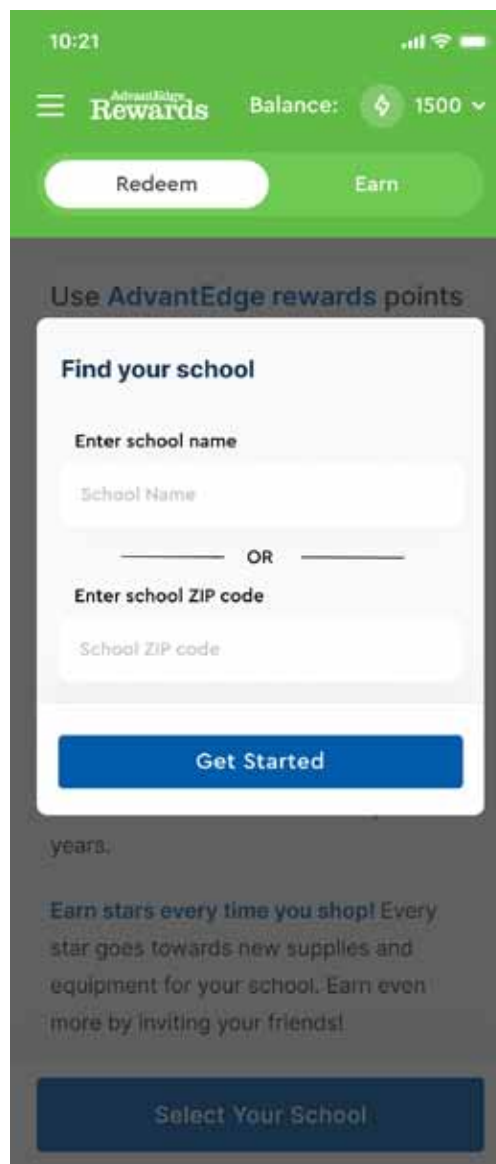 10:21
AdvantEdge
Rewards
Balance:
1500
Redeem
Earn
Use AdvantEdge rewards points
Find your school
Enter school name
School Name
OR
Enter school ZIP code
School ZIP code
Get Started
years.
Earn stars every time you shop! Every
star goes towards new supplies and
equipment for your school. Earn even
more by inviting your friends!
Select Your School